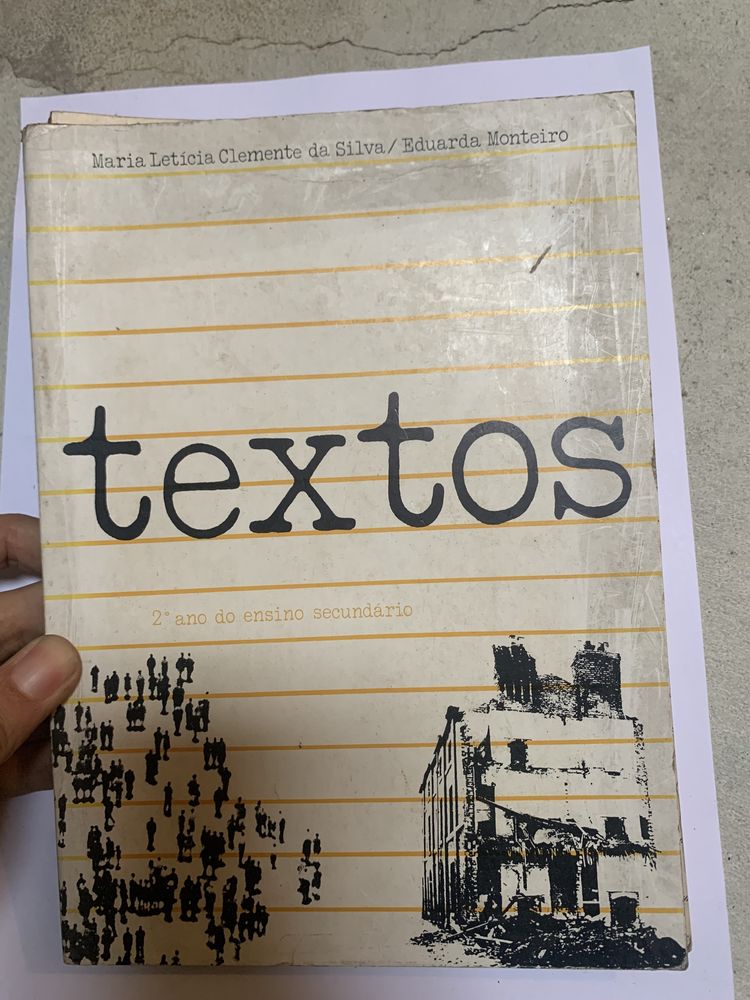 Maria Letícia Clemente da Silva/Eduarda Monteiro
textos
2º ano do ensino secundário